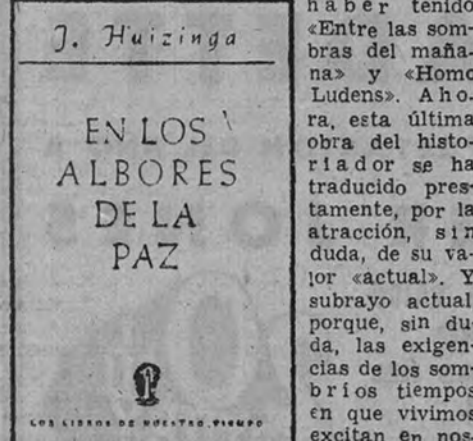 J. Huizinga
EN LOS
ALBORES
DE LA
PAZ
LOS LIBROS DE NUESTRO TIEMPO
haber tenido
«Entre las som-
bras del maña-
na» y «Homo
Ludens». Aho-
ra, esta última
obra del histo-
riador se ha
traducido pres-
tamente, por la
atracción, sin
duda, de su va-
lor «actual». Y
subrayo actual
porque, sin du-
da, las exigen-
cias de los som-
bríos tiempos
en que vivimos
excitan en nos-